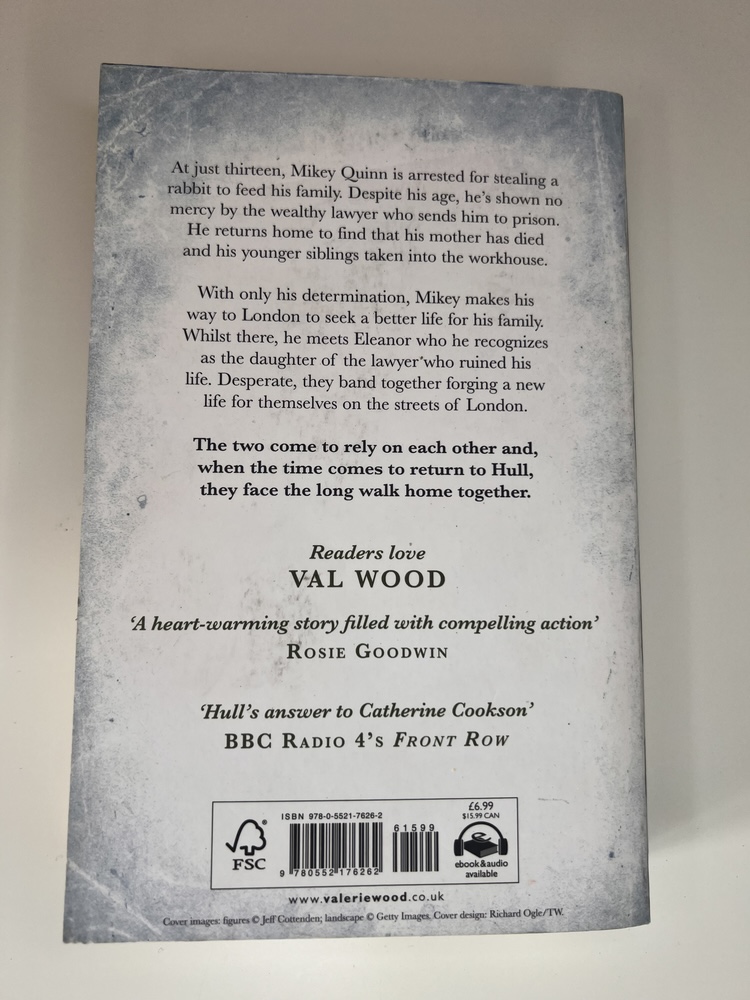 At just thirteen, Mikey Quinn is arrested for stealing a
rabbit to feed his family. Despite his age, he's shown no
mercy by the wealthy lawyer who sends him to prison.
He returns home to find that his mother has died
and his younger siblings taken into the workhouse.
With only his determination, Mikey makes his
way to London to seek a better life for his family.
Whilst there, he meets Eleanor who he recognizes
as the daughter of the lawyer who ruined his
life. Desperate, they band together forging a new
life for themselves on the streets of London.
The two come to rely on each other and,
when the time comes to return to Hull,
they face the long walk home together.
Readers love
VAL WOOD
‘A heart-warming story filled with compelling action’
ROSIE GOODWIN
‘Hull’s answer to Catherine Cookson’
BBC RADIO 4’S FRONT ROW
FSC
ISBN 978-0-5521-7626-2
9 780552 176262
61599
£6.99
$15.99 CAN
e
ebook&audio
available
www.valeriewood.co.uk
Cover images: figures © Jeff Cottenden; landscape © Getty Images. Cover design: Richard Ogle/TW.